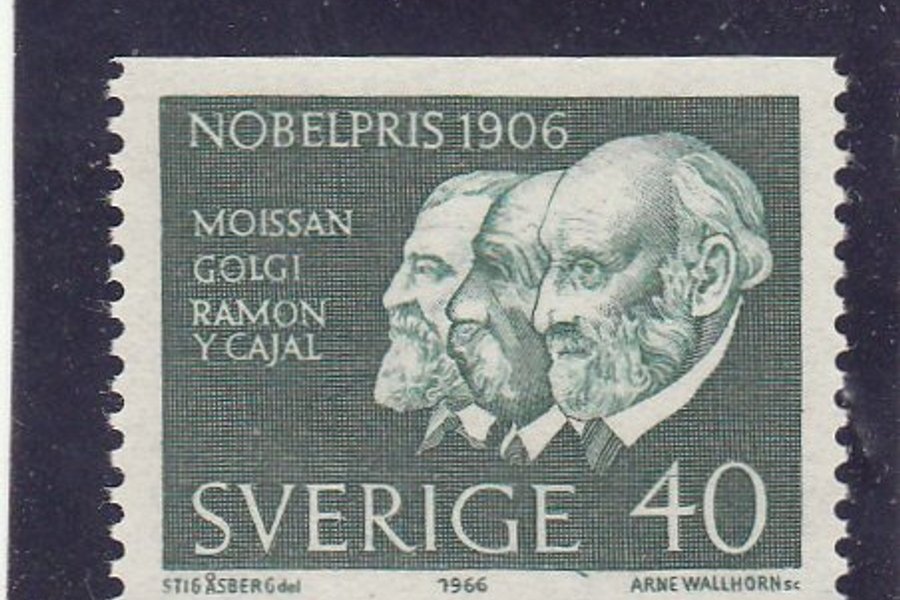 NOBELPRIS 1906
MOISSAN
GOLGI
RAMON
Y CAJAL
SVERIGE 40
STIG ÅSBERG del 1966 ARNE WALLHORN sc